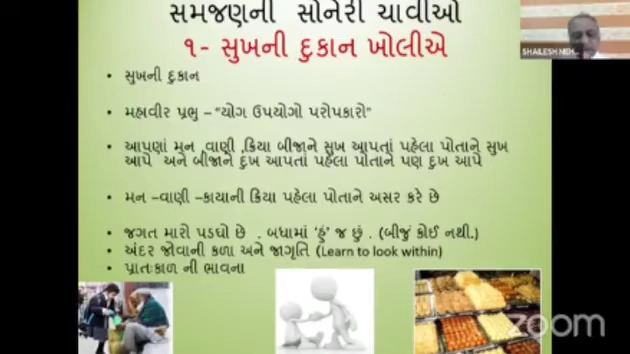 સમજણની સોનેરી ચાવીઓ
૧- સુખની દુકાન ખોલીએ
SHAILESH
• સુખની દુકાન
• મહાવીર પ્રભુ – “યોગ ઉપયોગો પરોપકારો”
• આપણાં મન ,વાણી ,ક્રિયા બીજાને સુખ આપતાં પહેલા પોતાને સુખ
આપે અને બીજાને દુખ આપતાં પહેલા પોતાને પણ દુખ આપે
• મન –વાણી –કાયાની ક્રિયા પહેલા પોતાને અસર કરે છે
• જગત મારો પડઘો છે . બધામાં ‘હું’ જ છું . (બીજું કોઈ નથી.)
• અંદર જોવાની કળા અને જાગૃતિ (Learn to look within)
• પ્રાતઃકાળ ની ભાવના
zoom